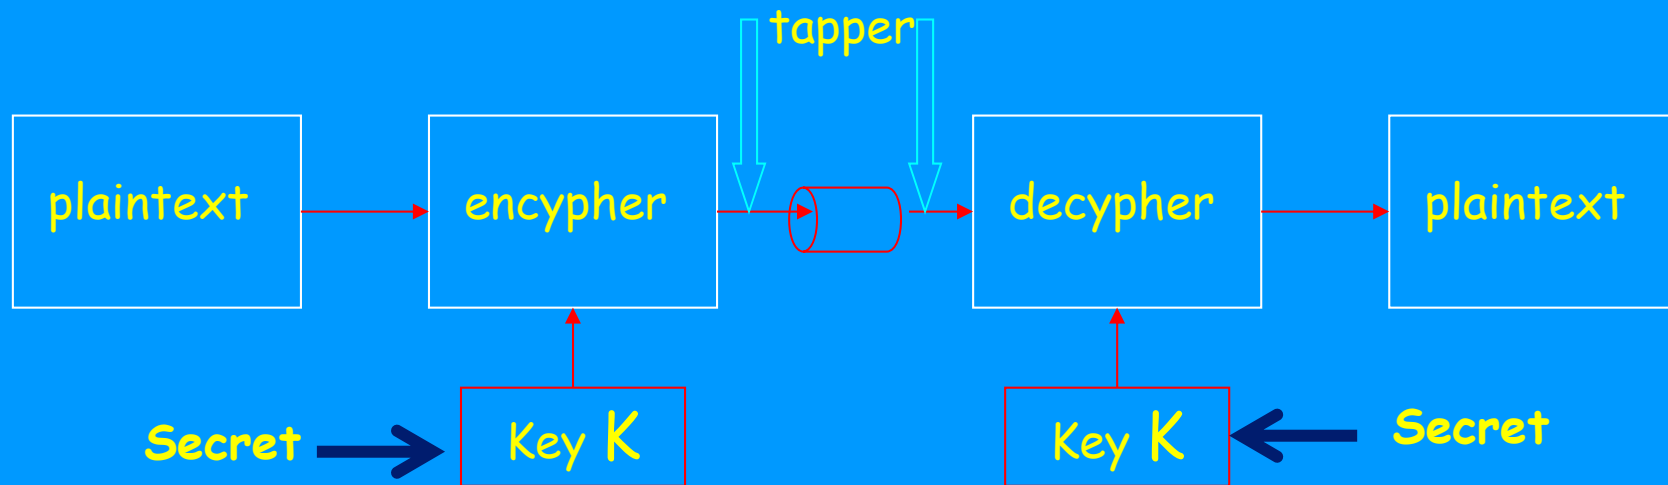 tapper
plaintext
encypher
decypher
plaintext
Secret
Key K
Key K
Secret